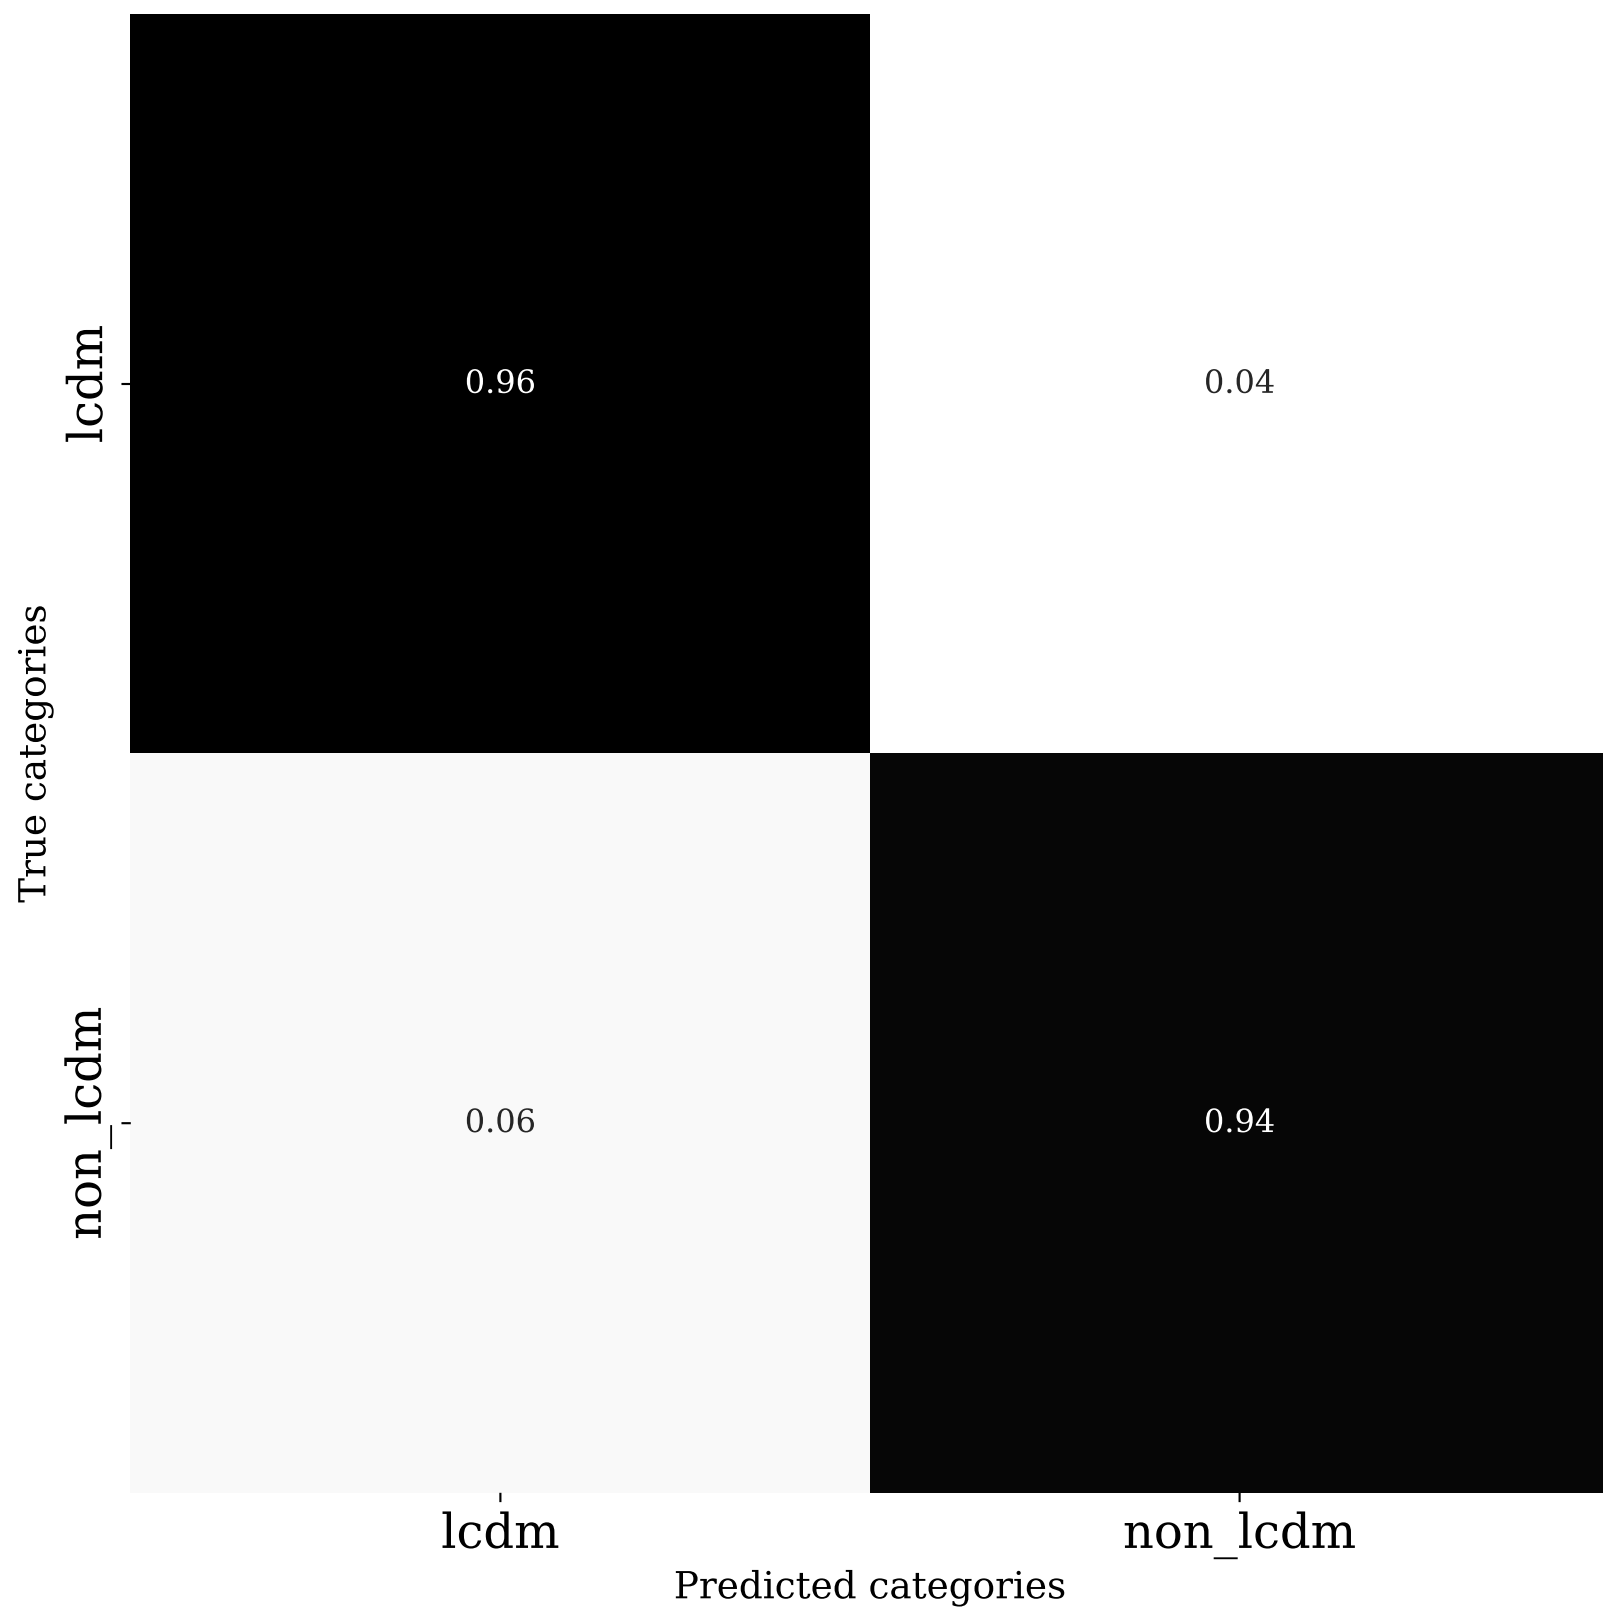 True categories
lcdm
0.96
0.04
non_lcdm
0.06
0.94
lcdm
non_lcdm
Predicted categories